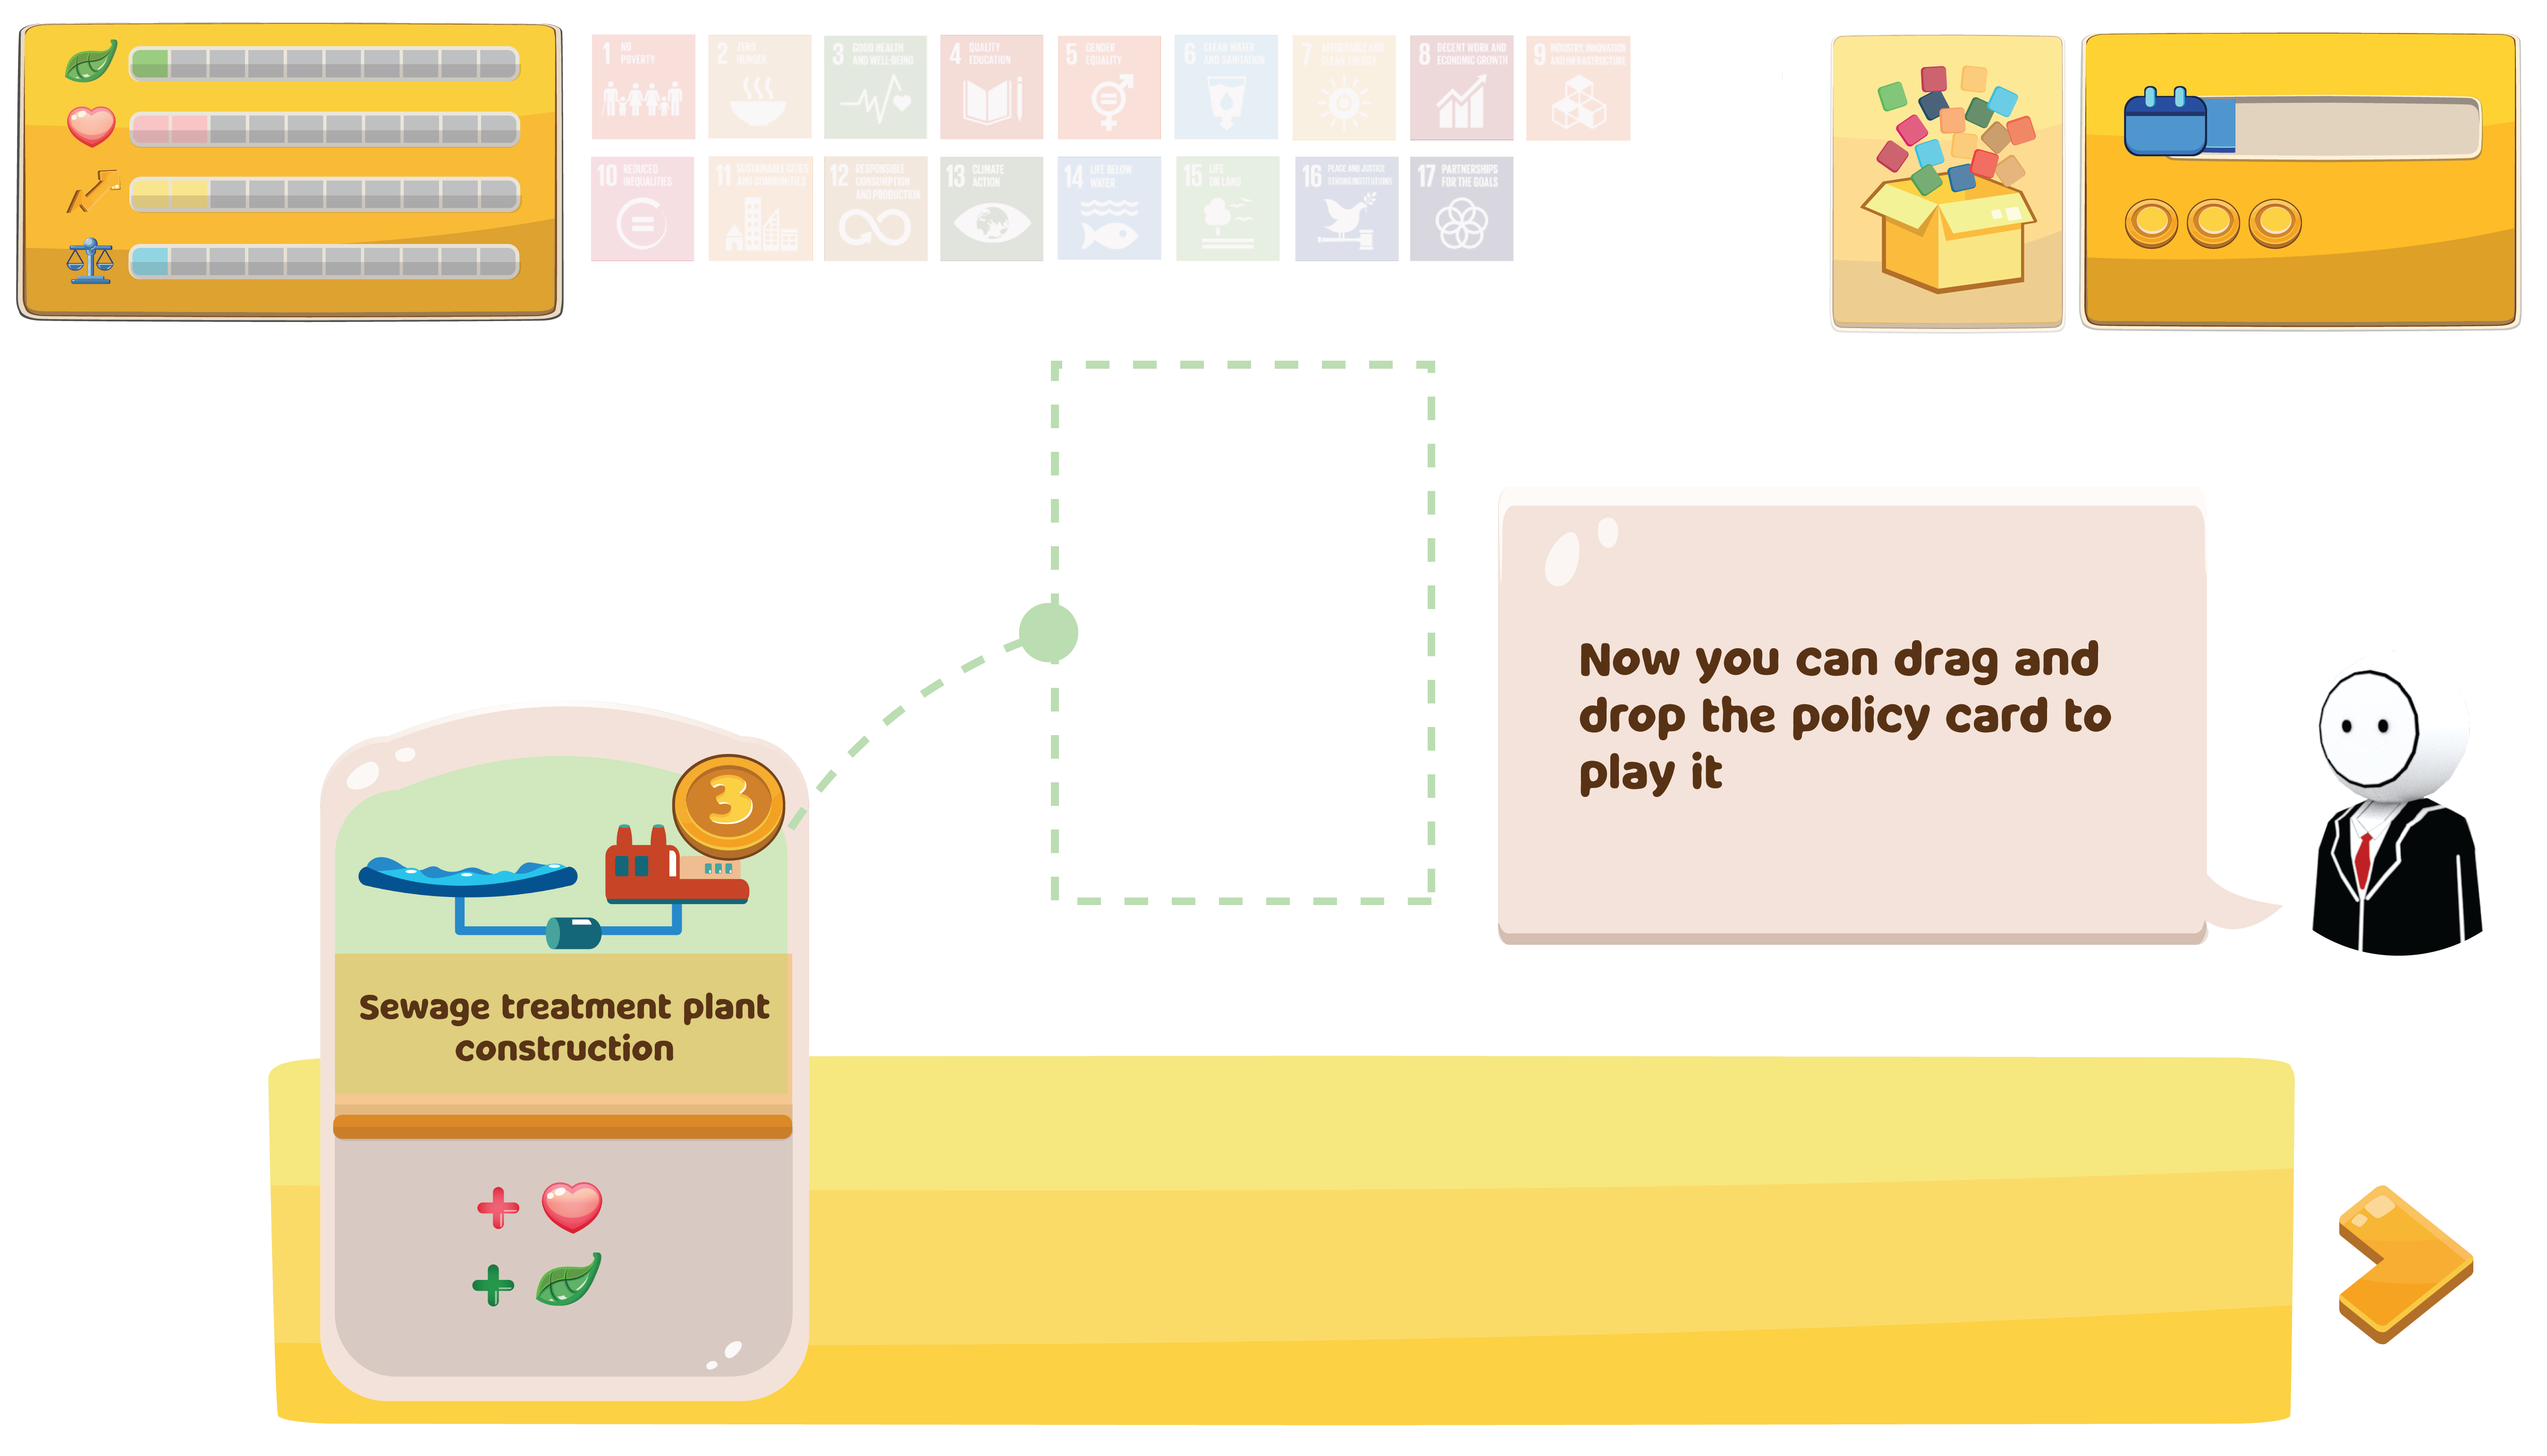 1 NO
POVERTY
2 ZERO
HUNGER
3 GOOD HEALTH
AND WELL-BEING
4 QUALITY
EDUCATION
5 GENDER
EQUALITY
6 CLEAN WATER
AND SANITATION
7 AFFORDABLE AND
CLEAN ENERGY
8 DECENT WORK AND
ECONOMIC GROWTH
9 INDUSTRY, INNOVATION
AND INFRASTRUCTURE
10 REDUCED
INEQUALITIES
11 SUSTAINABLE CITIES
AND COMMUNITIES
12 RESPONSIBLE
CONSUMPTION
AND PRODUCTION
13 CLIMATE
ACTION
14 LIFE BELOW
WATER
15 LIFE
ON LAND
16 PEACE AND JUSTICE
STRONG INSTITUTIONS
17 PARTNERSHIPS
FOR THE GOALS
Now you can drag and
drop the policy card to
play it
3
Sewage treatment plant
construction